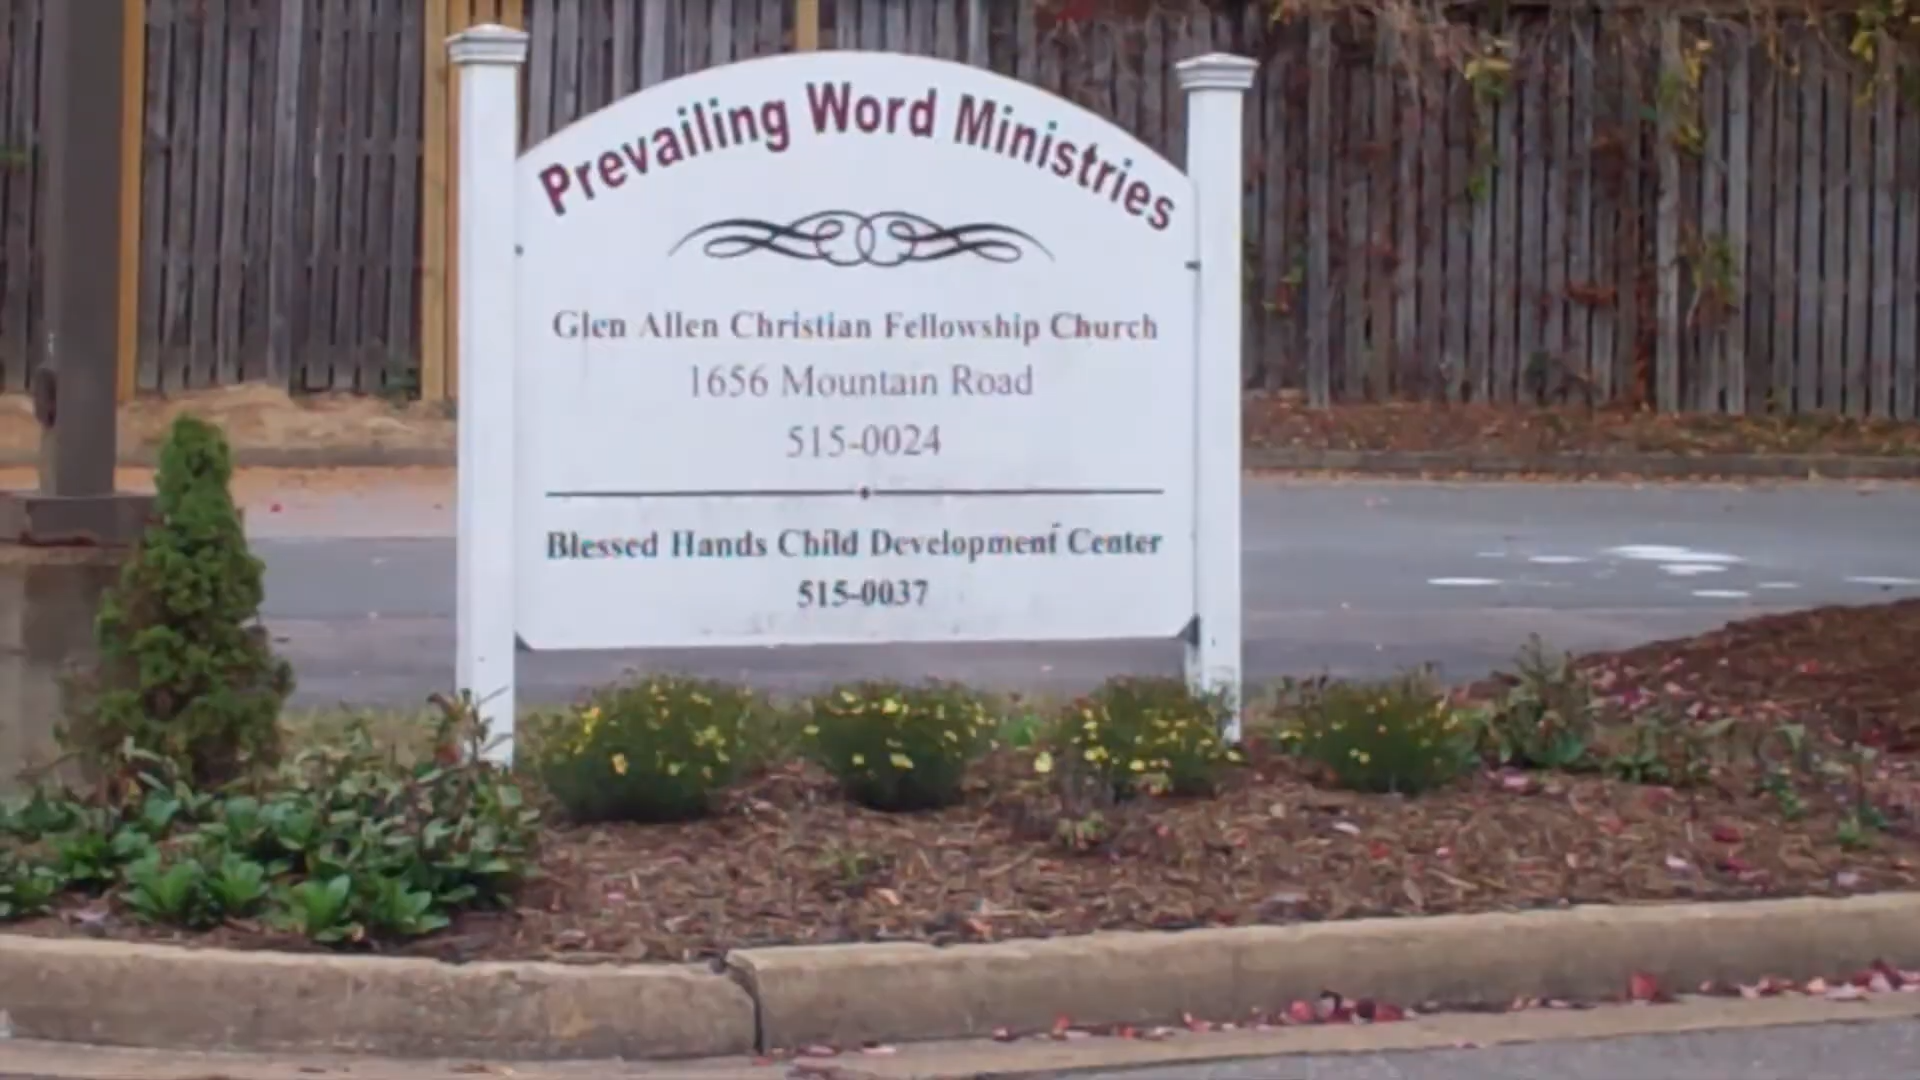 Prevailing Word Ministries
Glen Allen Christian Fellowship Church
1656 Mountain Road
515-0024
Blessed Hands Child Development Center
515-0037